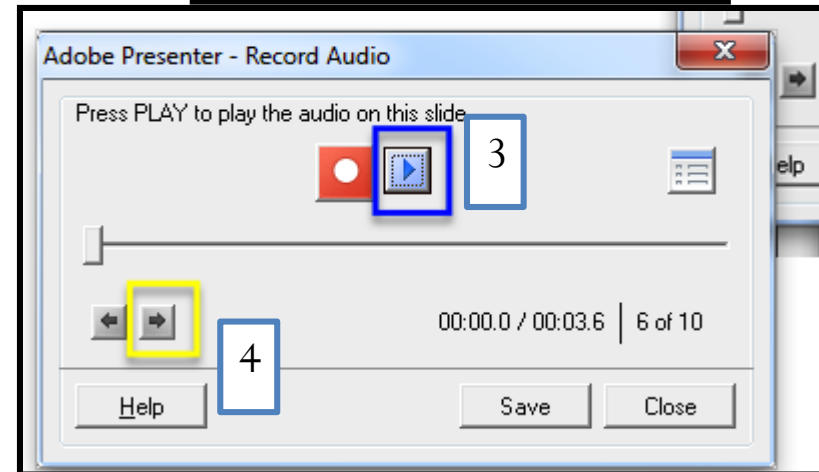 Adobe Presenter - Record Audio
Press PLAY to play the audio on this slide
3
00:00.0 / 00:03.6 | 6 of 10
4
Help Save Close
elp